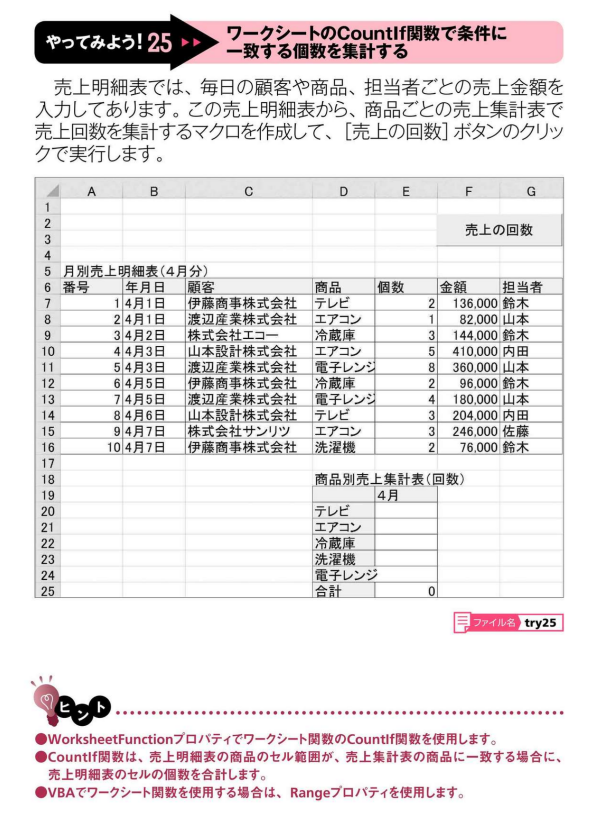 やってみよう! 25 ワークシートのCountIf関数で条件に
一致する個数を集計する
売上明細表では、毎日の顧客や商品、担当者ごとの売上金額を
入力してあります。この売上明細表から、商品ごとの売上集計表で
売上回数を集計するマクロを作成して、[売上の回数]ボタンのクリッ
クで実行します。
A B C D E F G
1
2
売上の回数
3
4
5 月別売上明細表(4月分)
6 番号 年月日 顧客 商品 個数 金額 担当者
7 1 4月1日 伊藤商事株式会社 テレビ 2 136,000 鈴木
8 2 4月1日 渡辺産業株式会社 エアコン 1 82,000 山本
9 3 4月2日 株式会社エコー 冷蔵庫 3 144,000 鈴木
10 4 4月3日 山本設計株式会社 エアコン 5 410,000 内田
11 5 4月3日 渡辺産業株式会社 電子レンジ 8 360,000 山本
12 6 4月5日 伊藤商事株式会社 冷蔵庫 2 96,000 鈴木
13 7 4月5日 渡辺産業株式会社 電子レンジ 4 180,000 山本
14 8 4月6日 山本設計株式会社 テレビ 3 204,000 内田
15 9 4月7日 株式会社サンリツ エアコン 3 246,000 佐藤
16 10 4月7日 伊藤商事株式会社 洗濯機 2 76,000 鈴木
17
18 商品別売上集計表(回数)
19 4月
20 テレビ
21 エアコン
22 冷蔵庫
23 洗濯機
24 電子レンジ
25 合計 0
ファイル名 try25
ヒント
●WorksheetFunctionプロパティでワークシート関数のCountIf関数を使用します。
●CountIf関数は、売上明細表の商品のセル範囲が、売上集計表の商品に一致する場合に、
売上明細表のセルの個数を合計します。
●VBAでワークシート関数を使用する場合は、Rangeプロパティを使用します。